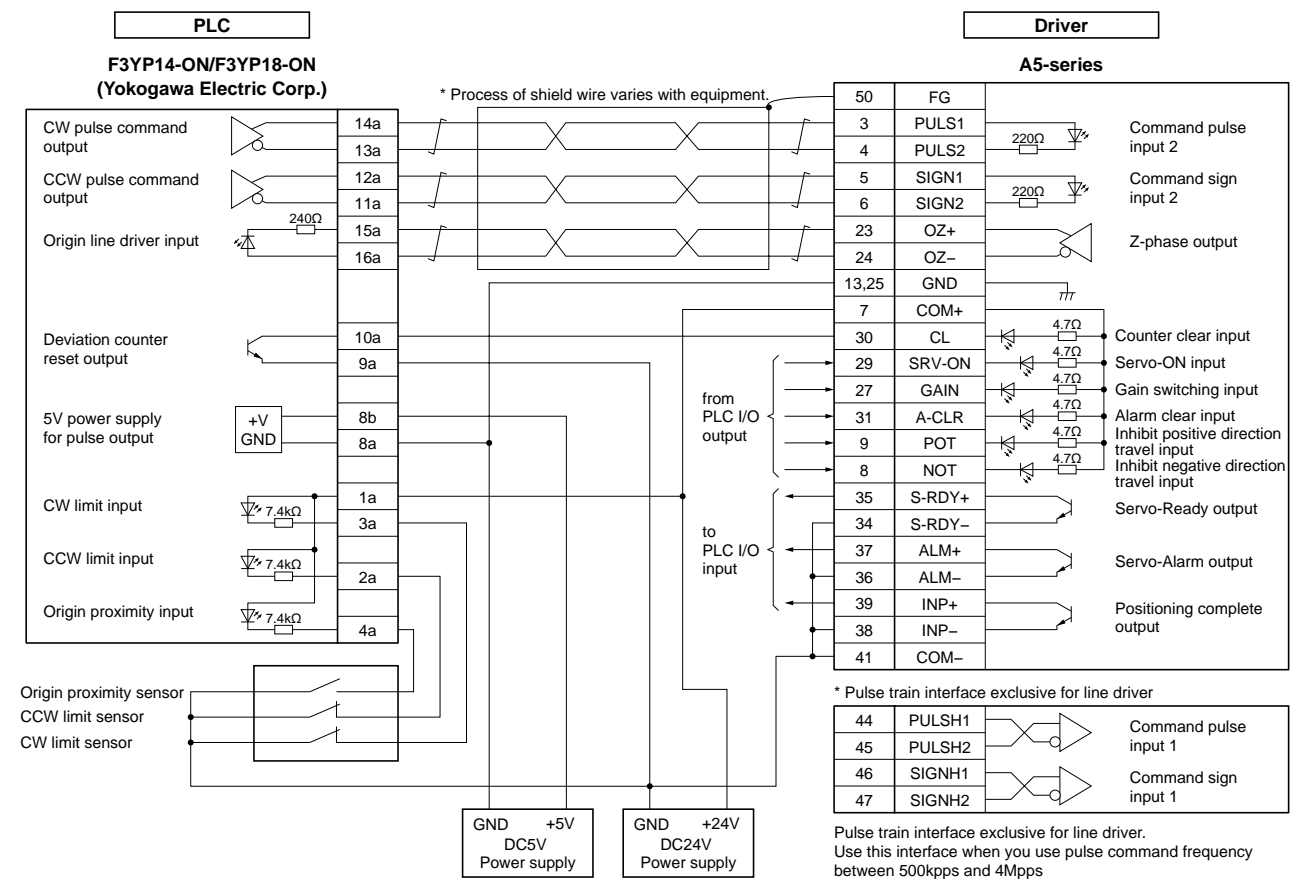 PLC
Driver
F3YP14-ON/F3YP18-ON
(Yokogawa Electric Corp.)
A5-series
* Process of shield wire varies with equipment.
CW pulse command
output
14a
13a
CCW pulse command
output
12a
11a
240Ω
Origin line driver input
15a
16a
Deviation counter
reset output
10a
9a
5V power supply
for pulse output
+V
GND
8b
8a
CW limit input
7.4kΩ
1a
3a
CCW limit input
7.4kΩ
2a
Origin proximity input
7.4kΩ
4a
Origin proximity sensor
CCW limit sensor
CW limit sensor
GND +5V
DC5V
Power supply
GND +24V
DC24V
Power supply
from
PLC I/O
output
to
PLC I/O
input
50 FG
3 PULS1
4 PULS2
220Ω
Command pulse
input 2
5 SIGN1
6 SIGN2
220Ω
Command sign
input 2
23 OZ+
24 OZ–
Z-phase output
13,25 GND
7 COM+
30 CL 4.7Ω Counter clear input
29 SRV-ON 4.7Ω Servo-ON input
27 GAIN 4.7Ω Gain switching input
31 A-CLR 4.7Ω Alarm clear input
9 POT 4.7Ω Inhibit positive direction
travel input
8 NOT 4.7Ω Inhibit negative direction
travel input
35 S-RDY+
34 S-RDY–
Servo-Ready output
37 ALM+
36 ALM–
Servo-Alarm output
39 INP+
38 INP–
Positioning complete
output
41 COM–
* Pulse train interface exclusive for line driver
44 PULSH1
45 PULSH2
Command pulse
input 1
46 SIGNH1
47 SIGNH2
Command sign
input 1
Pulse train interface exclusive for line driver.
Use this interface when you use pulse command frequency
between 500kpps and 4Mpps